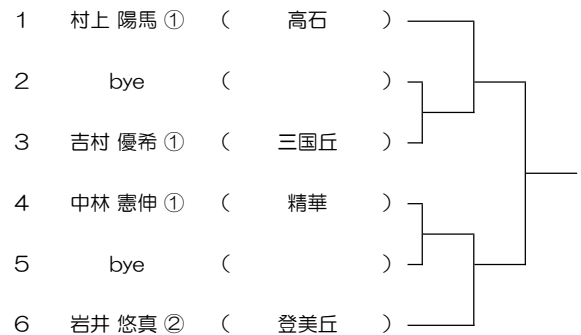 1 村上 陽馬 ① （ 高石 ）
2 bye （ ）
3 吉村 優希 ① （ 三国丘 ）
4 中林 憲伸 ① （ 精華 ）
5 bye （ ）
6 岩井 悠真 ② （ 登美丘 ）